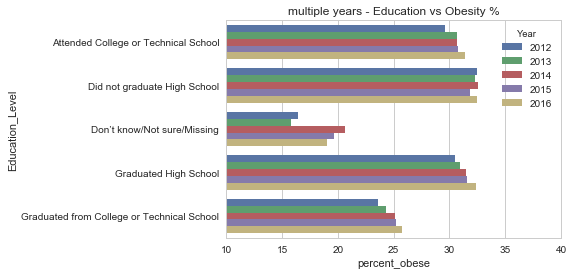 multiple years - Education vs Obesity %
Education_Level
Attended College or Technical School
Did not graduate High School
Don't know/Not sure/Missing
Graduated High School
Graduated from College or Technical School
Year
2012
2013
2014
2015
2016
10 15 20 25 30 35 40
percent_obese